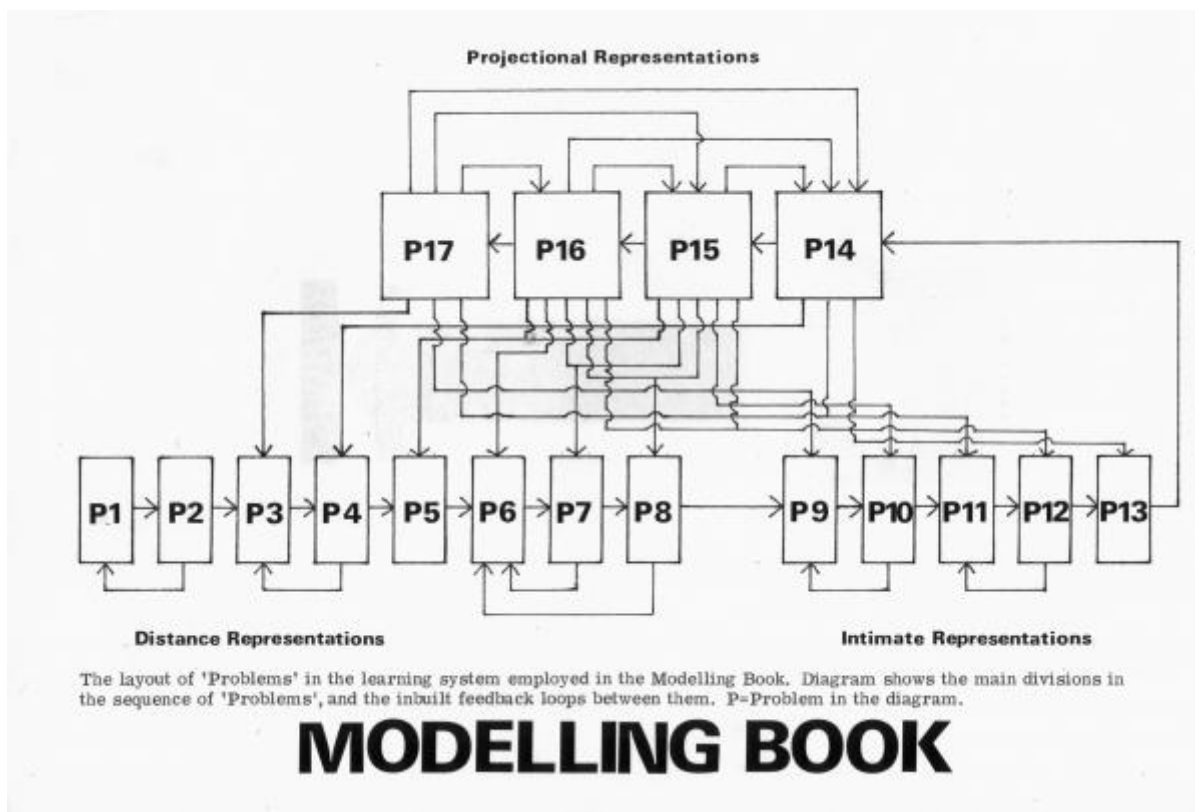 Projectional Representations
P17 P16 P15 P14
P1 P2 P3 P4 P5 P6 P7 P8 P9 P10 P11 P12 P13
Distance Representations
Intimate Representations
The layout of 'Problems' in the learning system employed in the Modelling Book. Diagram shows the main divisions in
the sequence of 'Problems', and the inbuilt feedback loops between them. P=Problem in the diagram.
MODELLING BOOK